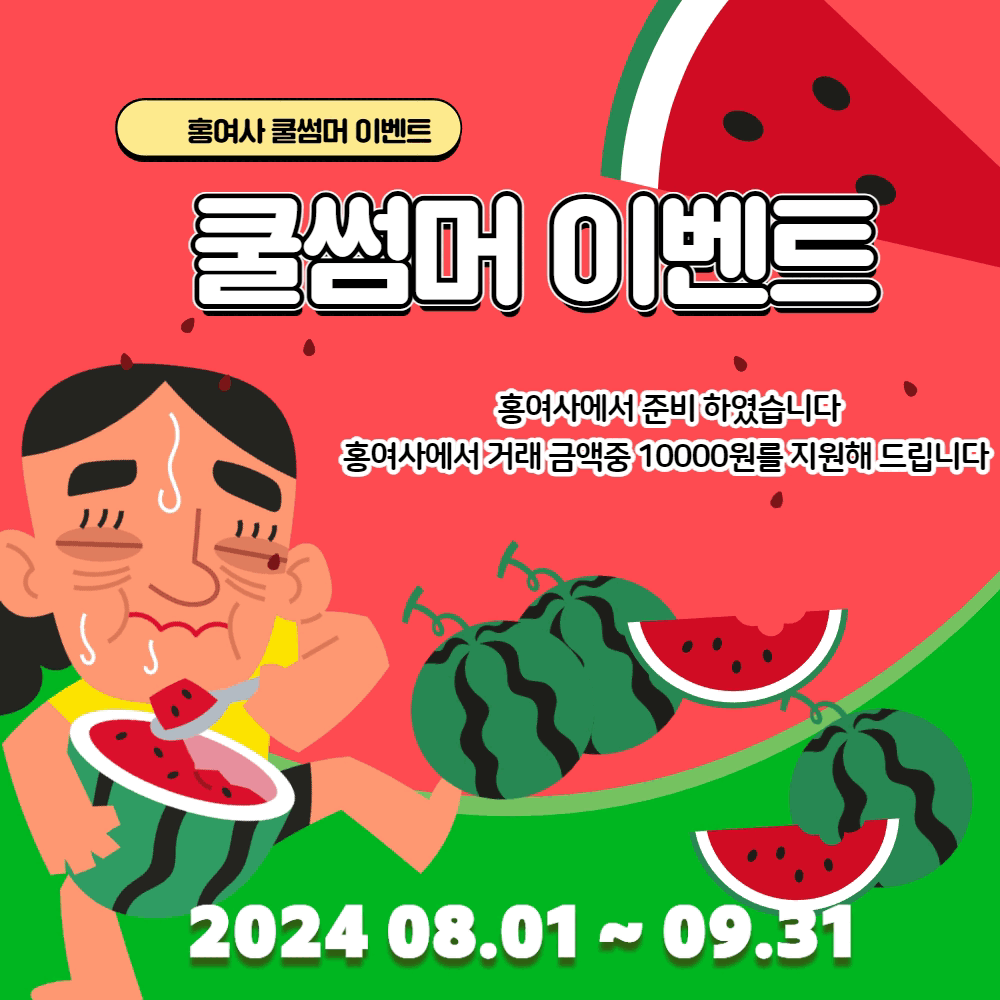 홍여사 쿨썸머 이벤트
쿨썸머 이벤트
홍여사에서 준비 하였습니다
홍여사에서 거래 금액중 10000원를 지원해 드립니다
2024 08.01 ~ 09.31